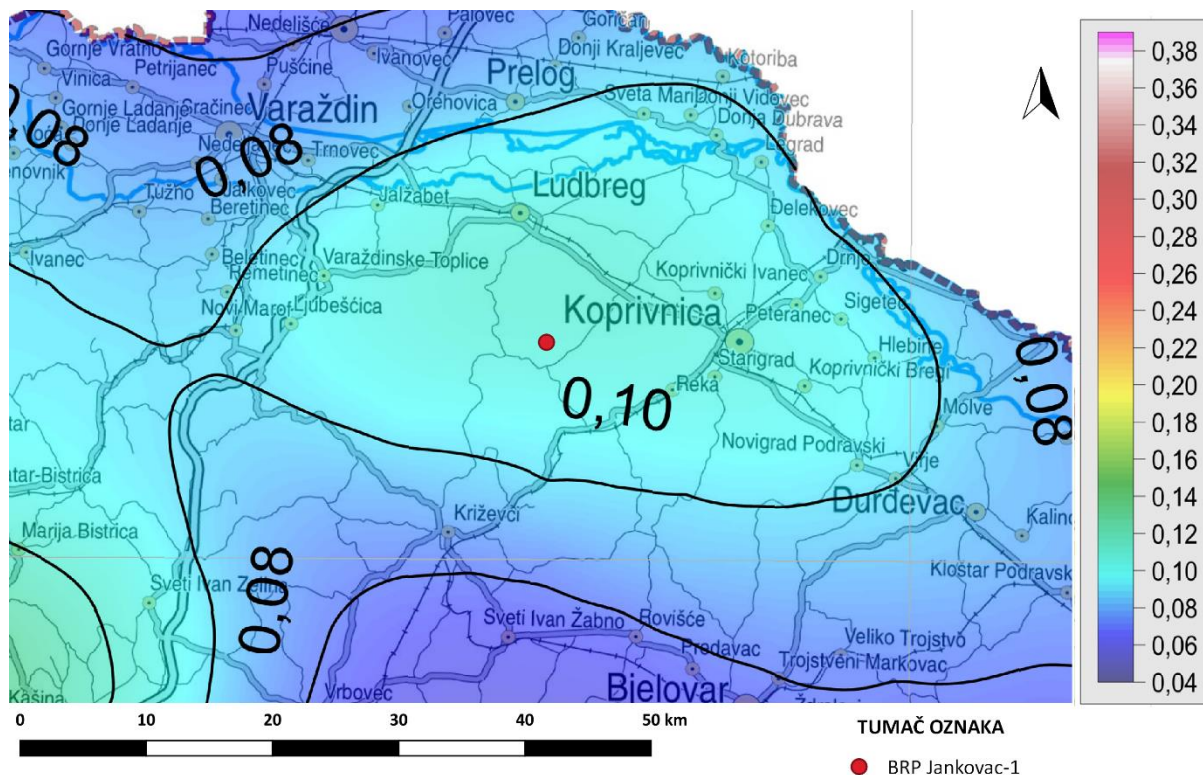 Nedelišće
Palovec
Goričan
Gornje Vratno
Ivanovec
Donji Kraljevec
Kotoriba
Vinica
Petrijanec
Pušćine
Prelog
Gornje Ladanje
Sračinec
Varaždin
Orehovica
Sveta Marija
Donji Vidovec
Donje Ladanje
Donja Dubrava
0,08
0,08
Trnovec
Legrad
Ludbreg
Tužno
Jalkovec
Jalžabet
Beretinec
Đelekovec
Ivanec
Beletinec
Varaždinske Toplice
Koprivnički Ivanec
Drnje
Remetinec
Novi Marof
Ljubešćica
Koprivnica
Peteranec
Sigetec
Starigrad
Hlebine
Koprivnički Bregi
0,10
Reka
0,08
Molve
Novigrad Podravski
Virje
Đurđevac
Marija Bistrica
Križevci
Sveti Ivan Zelina
0,08
Kloštar Podravsk
Sveti Ivan Žabno
Rovišće
Predavac
Veliko Trojstvo
Trojstveni Markovac
Kašina
Vrbovec
Bjelovar
0,38
0,36
0,34
0,32
0,30
0,28
0,26
0,24
0,22
0,20
0,18
0,16
0,14
0,12
0,10
0,08
0,06
0,04
0 10 20 30 40 50 km
TUMAČ OZNAKA
BRP Jankovac-1